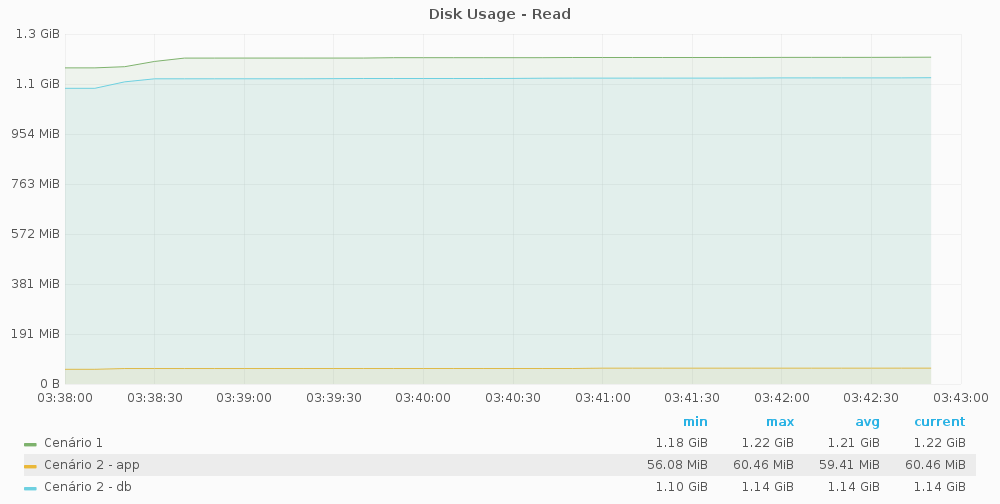 Disk Usage - Read
1.3 GiB
1.1 GiB
954 MiB
763 MiB
572 MiB
381 MiB
191 MiB
0 B
03:38:00 03:38:30 03:39:00 03:39:30 03:40:00 03:40:30 03:41:00 03:41:30 03:42:00 03:42:30 03:43:00
min max avg current
Cenário 1 1.18 GiB 1.22 GiB 1.21 GiB 1.22 GiB
Cenário 2 - app 56.08 MiB 60.46 MiB 59.41 MiB 60.46 MiB
Cenário 2 - db 1.10 GiB 1.14 GiB 1.14 GiB 1.14 GiB